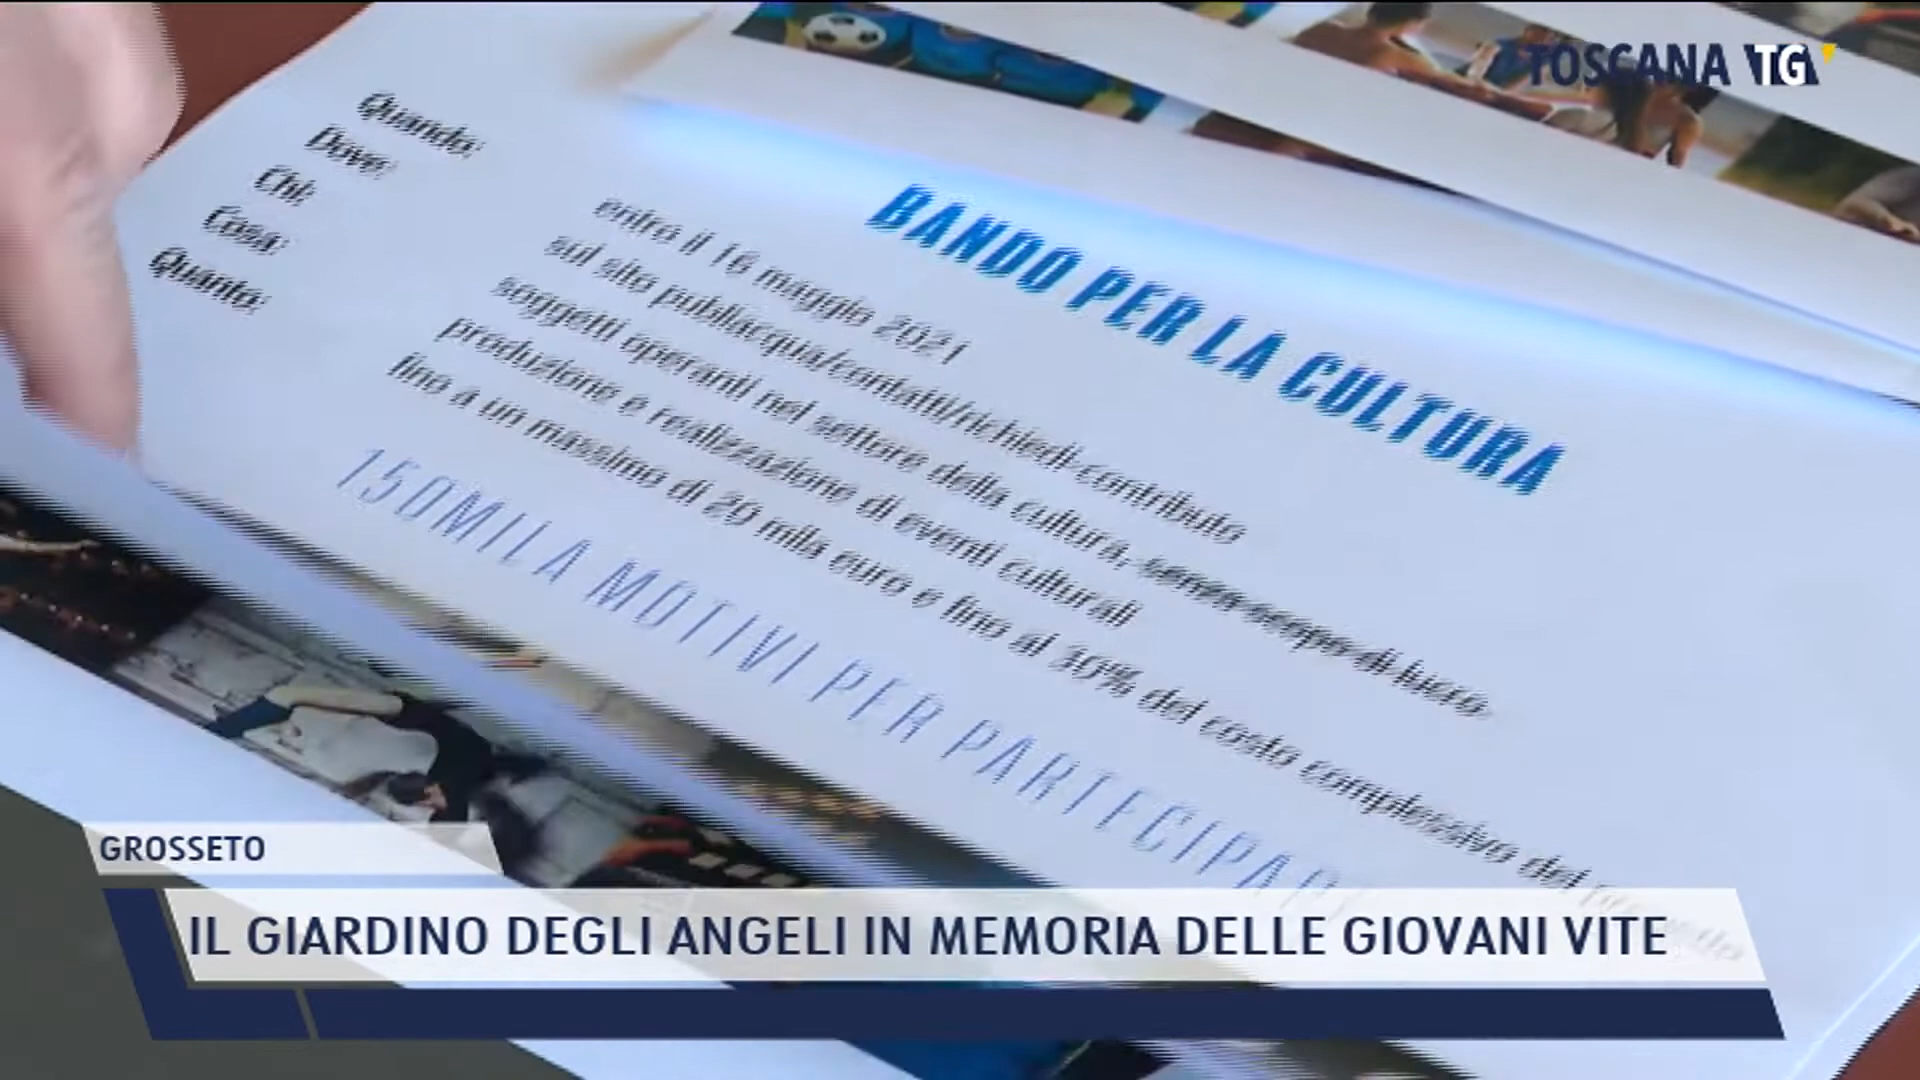 TOSCANA TG
Quando:
Dove:
Chi:
Cosa:
Quanto:
BANDO PER LA CULTURA
entro il 16 maggio 2021
sul sito publiacqua/contatti/richiedi-contributo
soggetti operanti nel settore della cultura, senza scopo di lucro.
produzione e realizzazione di eventi culturali
fino a un massimo di 20 mila euro e fino al 30% del costo complessivo del
150MILA MOTIVI PER PARTECIPARE
GROSSETO
IL GIARDINO DEGLI ANGELI IN MEMORIA DELLE GIOVANI VITE